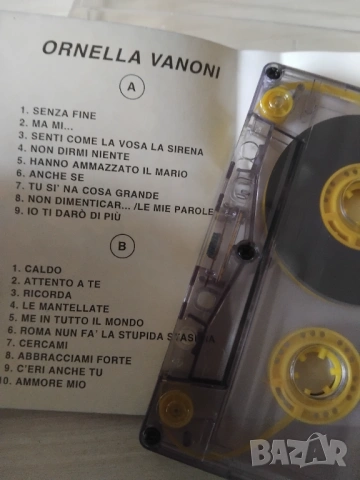 ORNELLA VANONI
A
1. SENZA FINE
2. MA MI...
3. SENTI COME LA VOSA LA SIRENA
4. NON DIRMI NIENTE
5. HANNO AMMAZZATO IL MARIO
6. ANCHE SE
7. TU SI' NA COSA GRANDE
8. NON DIMENTICAR... /LE MIE PAROLE
9. IO TI DARÒ DI PIÙ
B
1. CALDO
2. ATTENTO A TE
3. RICORDA
4. LE MANTELLATE
5. ME IN TUTTO IL MONDO
6. ROMA NUN FA' LA STUPIDA STASERA
7. CERCAMI
8. ABBRACCIAMI FORTE
9. C'ERI ANCHE TU
10. AMMORE MIO
BAZAR
bg